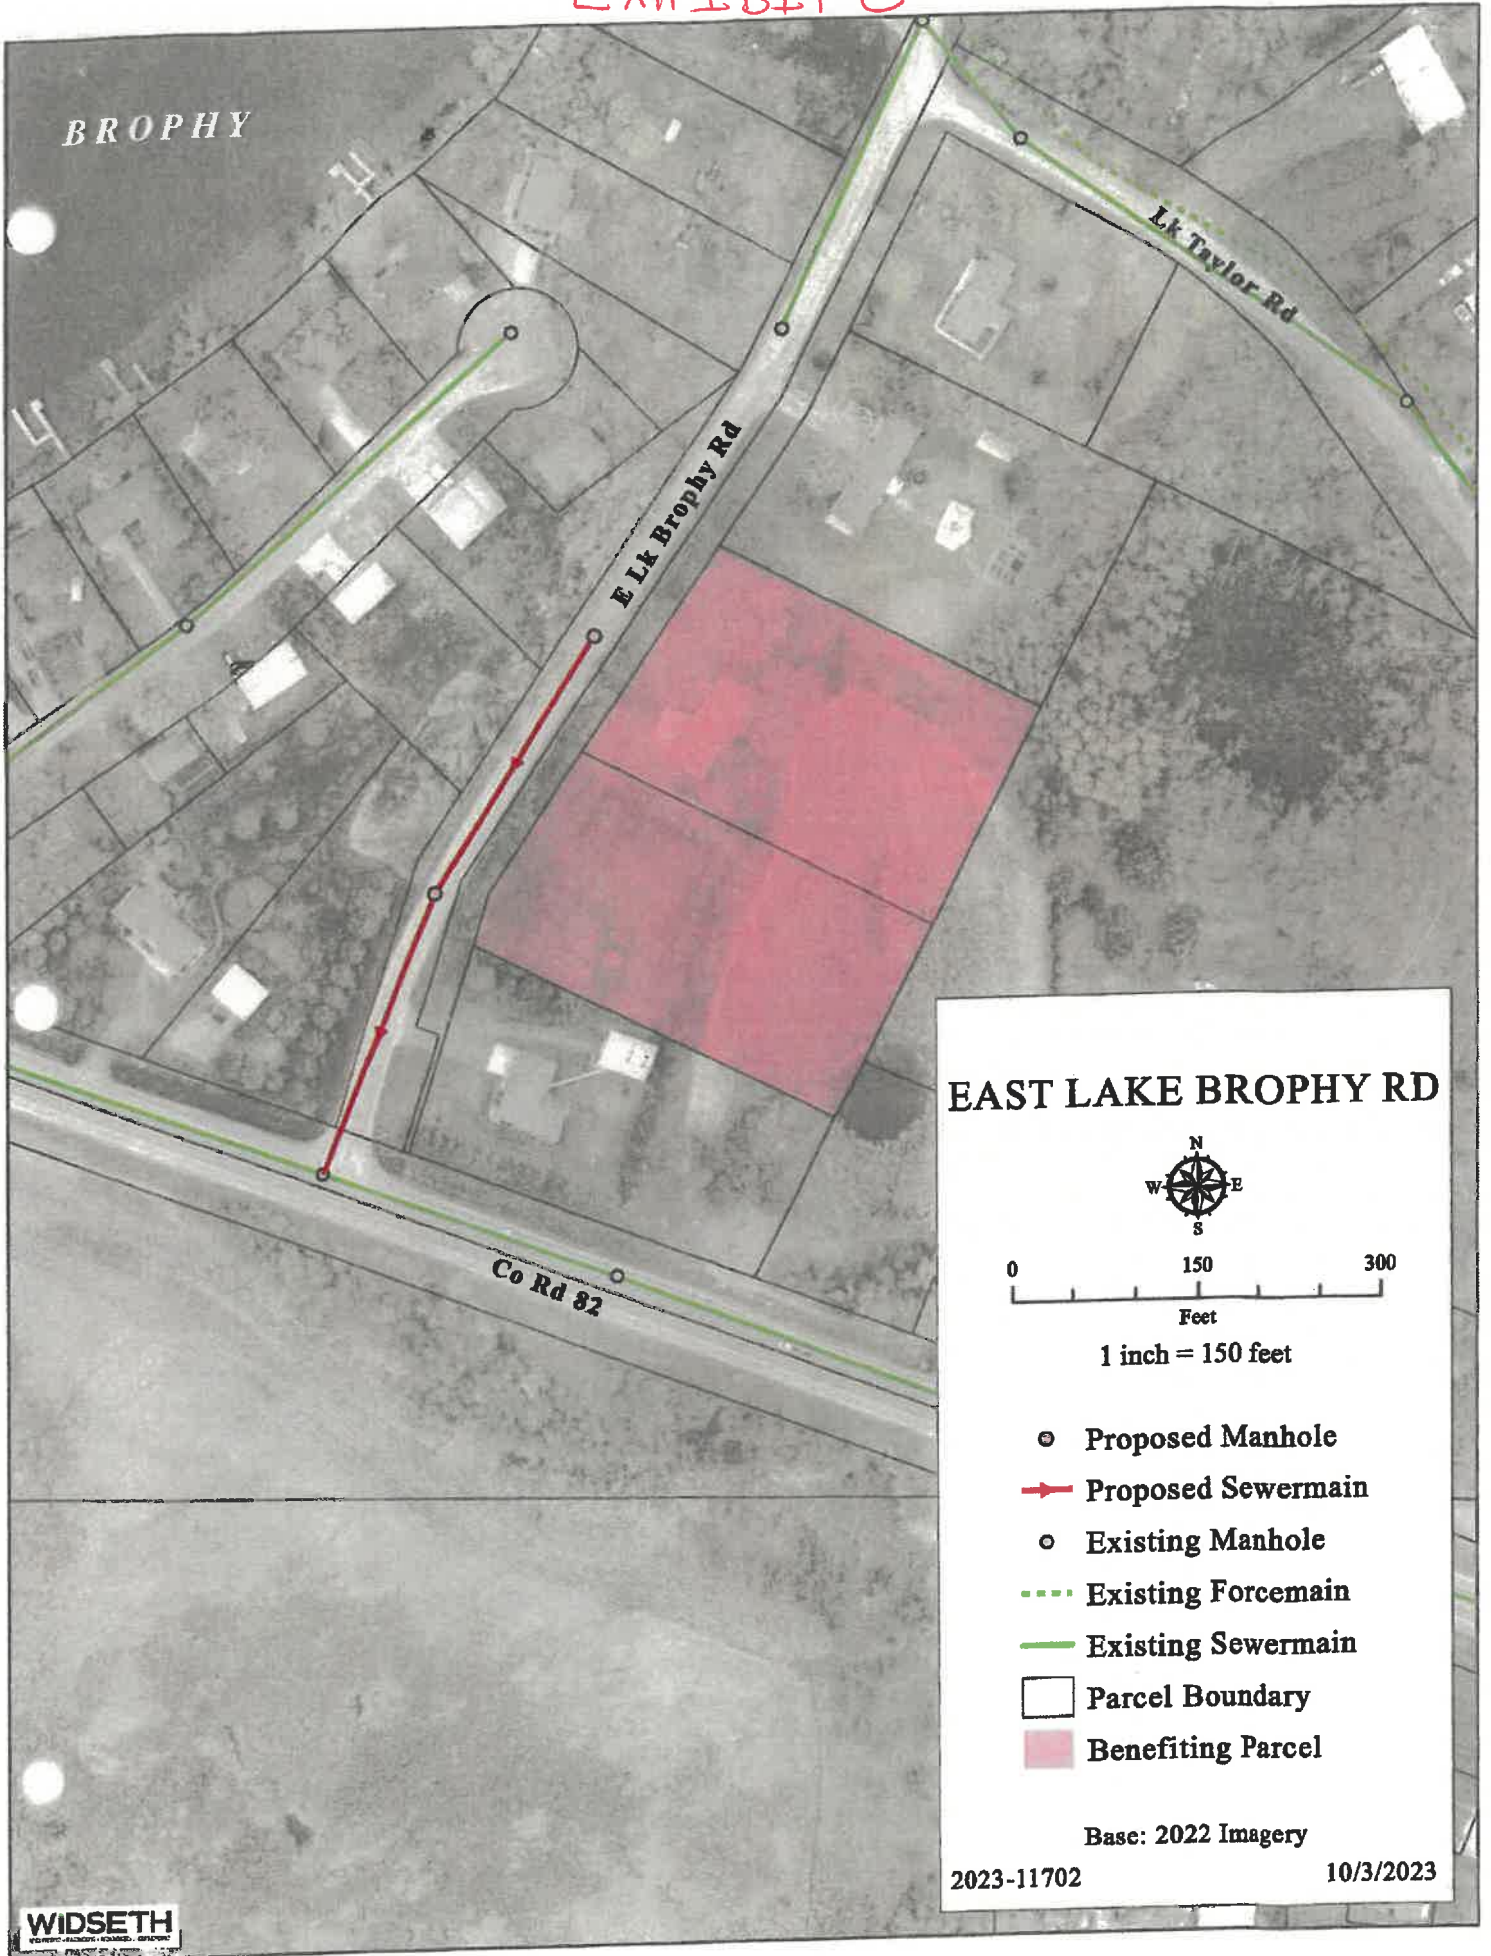 EXHIBIT C
BROPHY
Lk Taylor Rd
E Lk Brophy Rd
Co Rd 82
EAST LAKE BROPHY RD
N
W E
S
0 150 300
Feet
1 inch = 150 feet
Proposed Manhole
Proposed Sewermain
Existing Manhole
Existing Forcemain
Existing Sewermain
Parcel Boundary
Benefiting Parcel
Base: 2022 Imagery
2023-11702 10/3/2023
WIDSETH